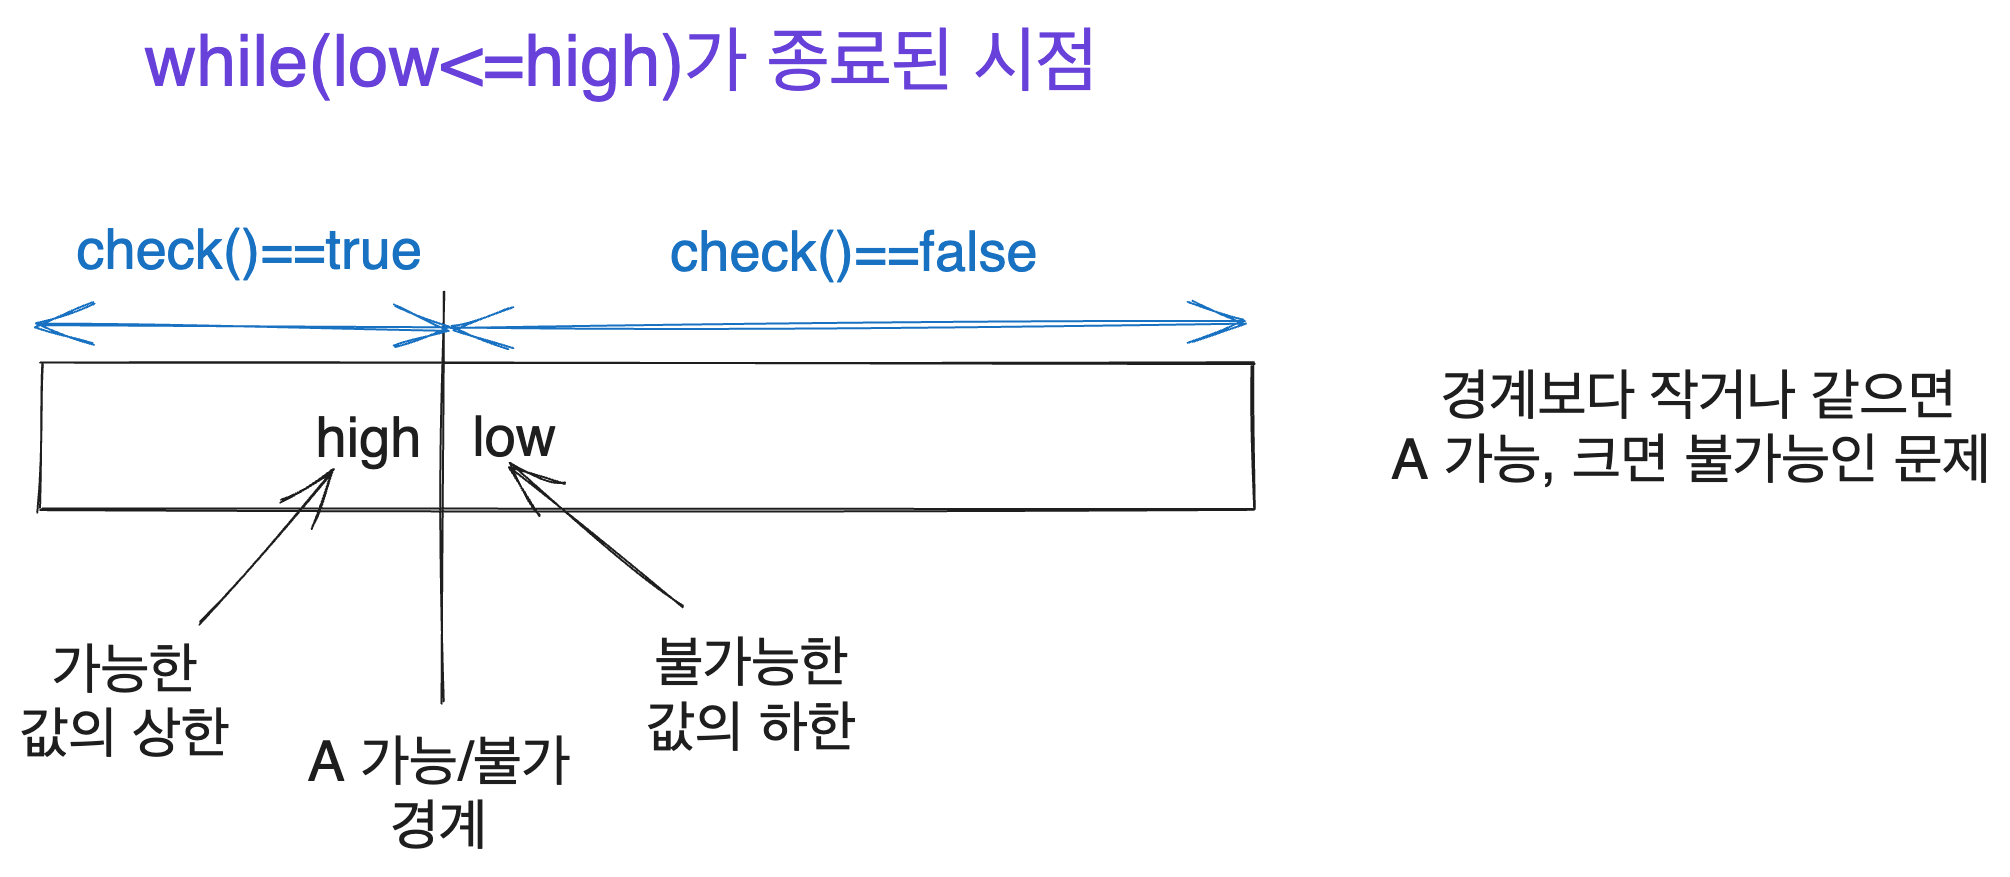 while(low<=high)가 종료된 시점
check()==true
check()==false
high
low
경계보다 작거나 같으면
A 가능, 크면 불가능인 문제
가능한
값의 상한
A 가능/불가
경계
불가능한
값의 하한